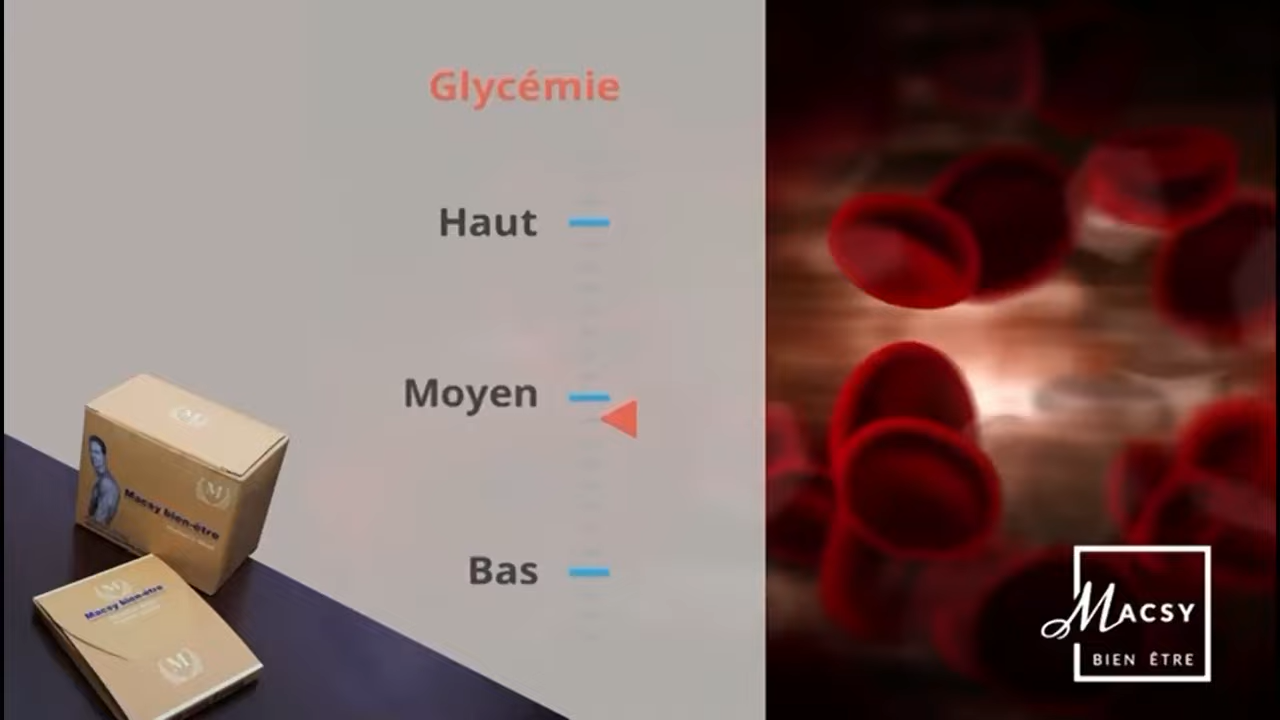 Glycémie
Haut
Moyen
Bas
M
Macsy bien-être
M
M
Macsy bien-être
M
MACSY
BIEN ÊTRE